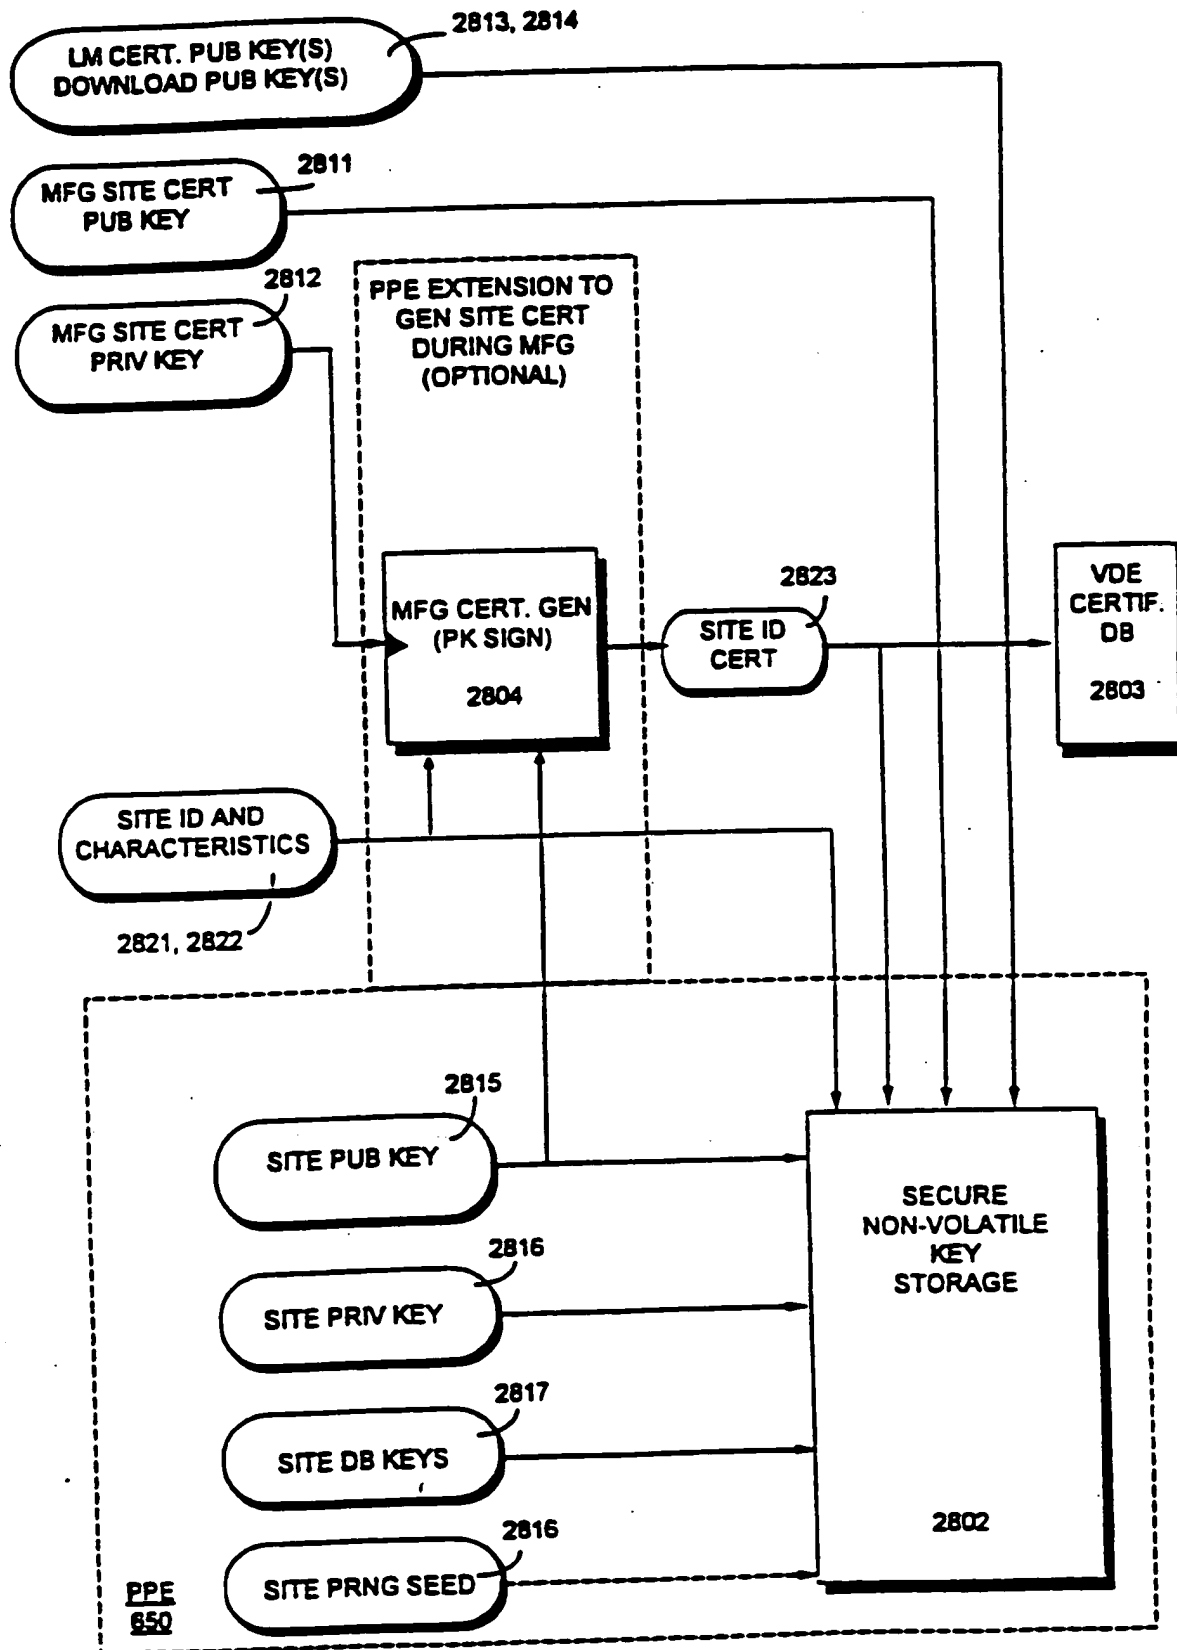 2813, 2814
LM CERT. PUB KEY(S)
DOWNLOAD PUB KEY(S)
2811
MFG SITE CERT
PUB KEY
2812
MFG SITE CERT
PRIV KEY
PPE EXTENSION TO
GEN SITE CERT
DURING MFG
(OPTIONAL)
MFG CERT. GEN
(PK SIGN)
2804
2823
SITE ID
CERT
VDE
CERTIF.
DB
2803
SITE ID AND
CHARACTERISTICS
2821, 2822
2815
SITE PUB KEY
2816
SITE PRIV KEY
2817
SITE DB KEYS
2816
SITE PRNG SEED
SECURE
NON-VOLATILE
KEY
STORAGE
2802
PPE
650